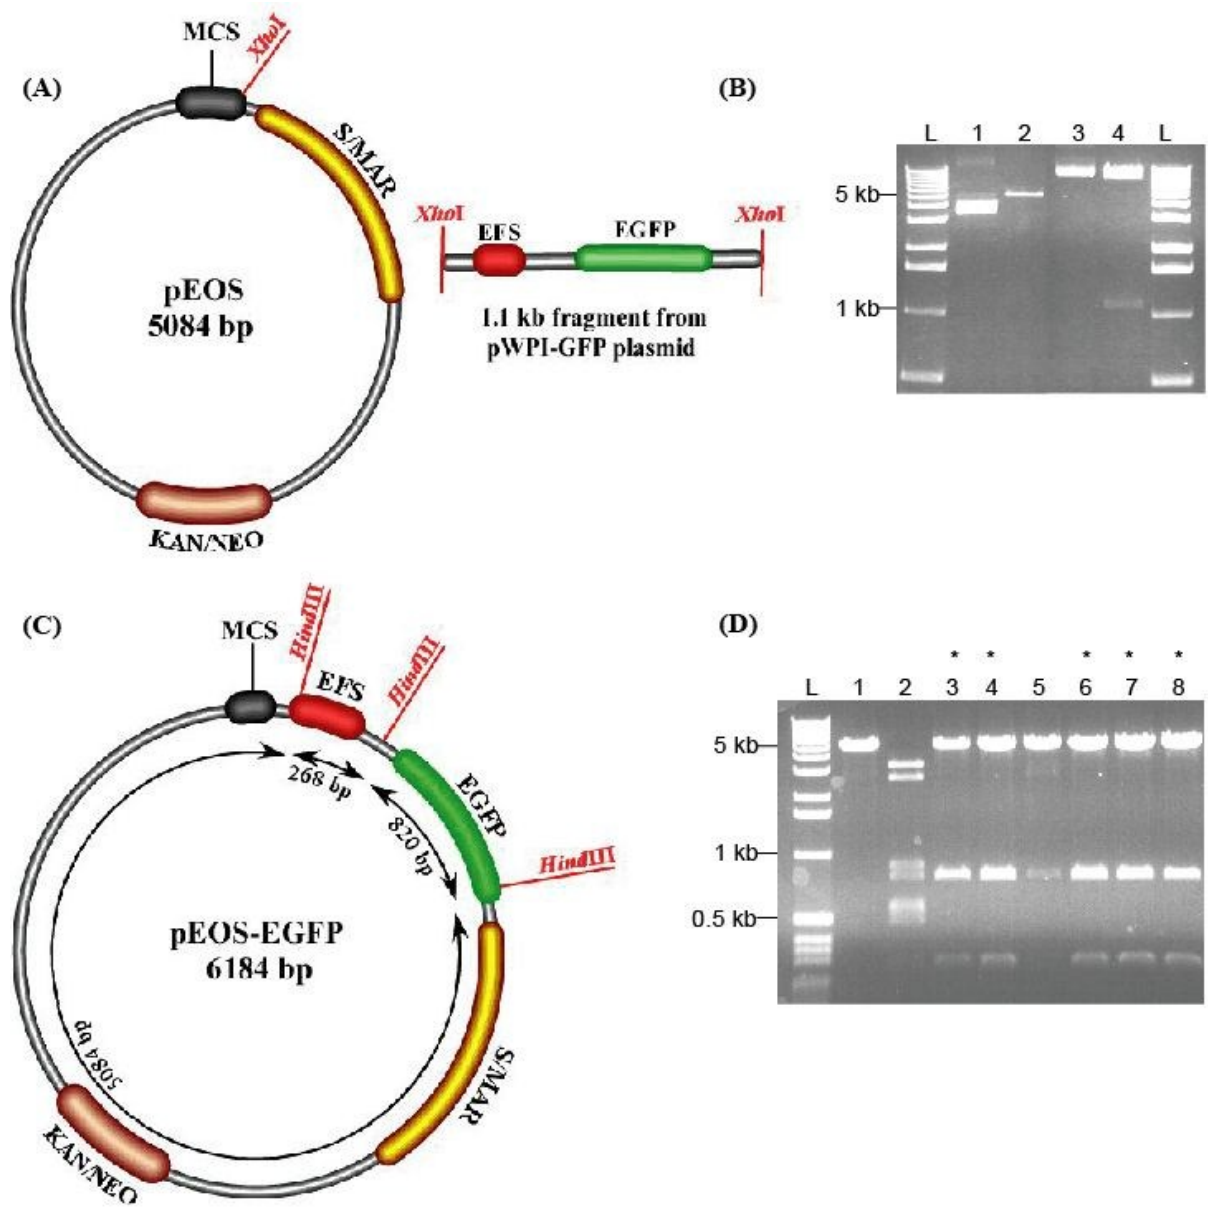 (A)
MCS
XhoI
S/MAR
pEOS
5084 bp
KAN/NEO
XhoI
XhoI
EFS
EGFP
1.1 kb fragment from
pWPI-GFP plasmid
(B)
L 1 2 3 4 L
5 kb
1 kb
(C)
MCS
HindIII
EFS
HindIII
268 bp
EGFP
820 bp
HindIII
pEOS-EGFP
6184 bp
5084 bp
S/MAR
KAN/NEO
(D)
* * * * *
L 1 2 3 4 5 6 7 8
5 kb
1 kb
0.5 kb